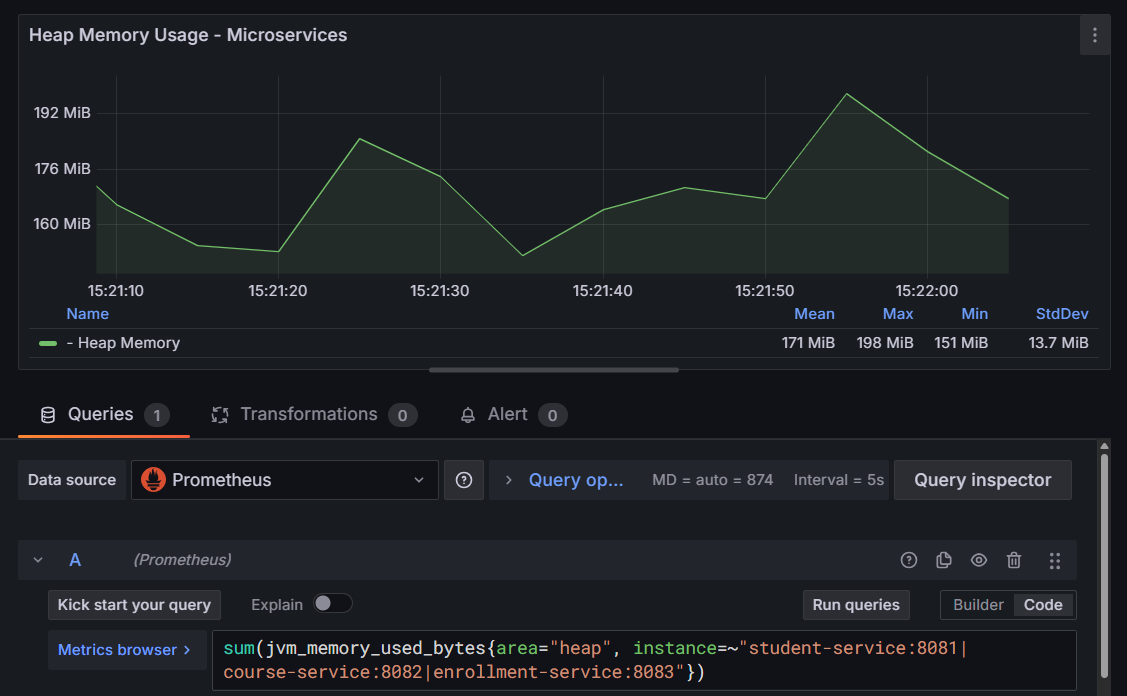 Heap Memory Usage - Microservices
192 MiB
176 MiB
160 MiB
15:21:10 15:21:20 15:21:30 15:21:40 15:21:50 15:22:00
Name Mean Max Min StdDev
- Heap Memory 171 MiB 198 MiB 151 MiB 13.7 MiB
Queries 1 Transformations 0 Alert 0
Data source Prometheus Query op... MD = auto = 874 Interval = 5s Query inspector
A (Prometheus)
Kick start your query Explain Run queries Builder Code
Metrics browser > sum(jvm_memory_used_bytes{area="heap", instance=~"student-service:8081|
course-service:8082|enrollment-service:8083"})